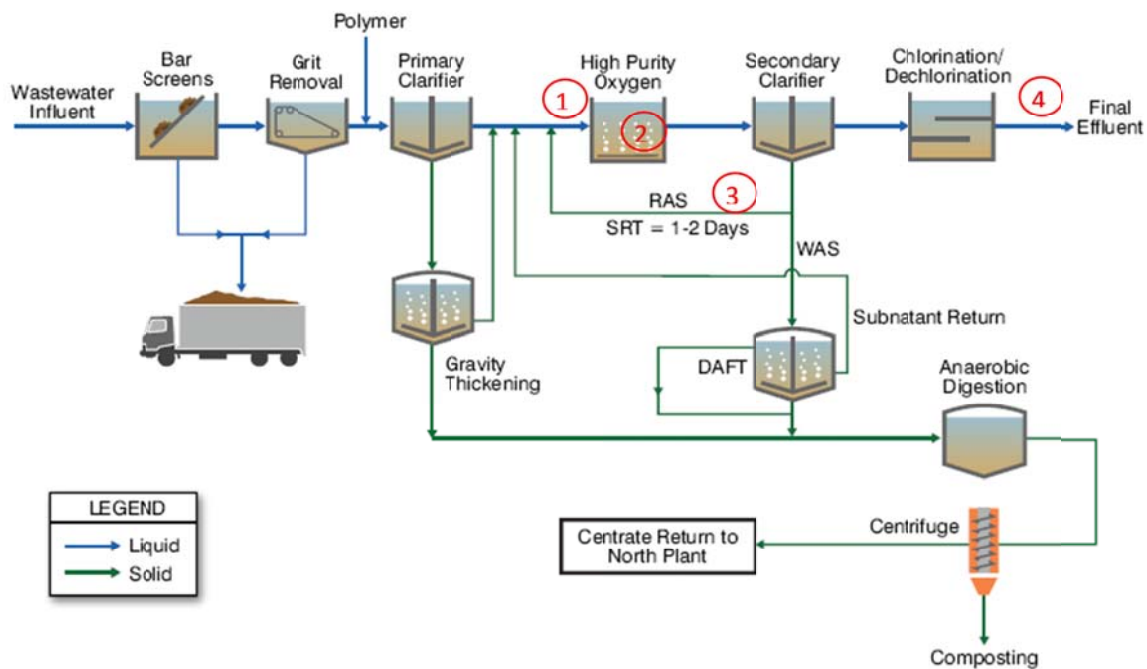 Polymer
Bar
Screens
Grit
Removal
Primary
Clarifier
High Purity
Oxygen
Secondary
Clarifier
Chlorination/
Dechlorination
Wastewater
Influent
1
2
4
Final
Effluent
RAS
3
SRT = 1-2 Days
WAS
Subnatant Return
Gravity
Thickening
DAFT
Anaerobic
Digestion
LEGEND
Liquid
Solid
Centrifuge
Centrate Return to
North Plant
Composting